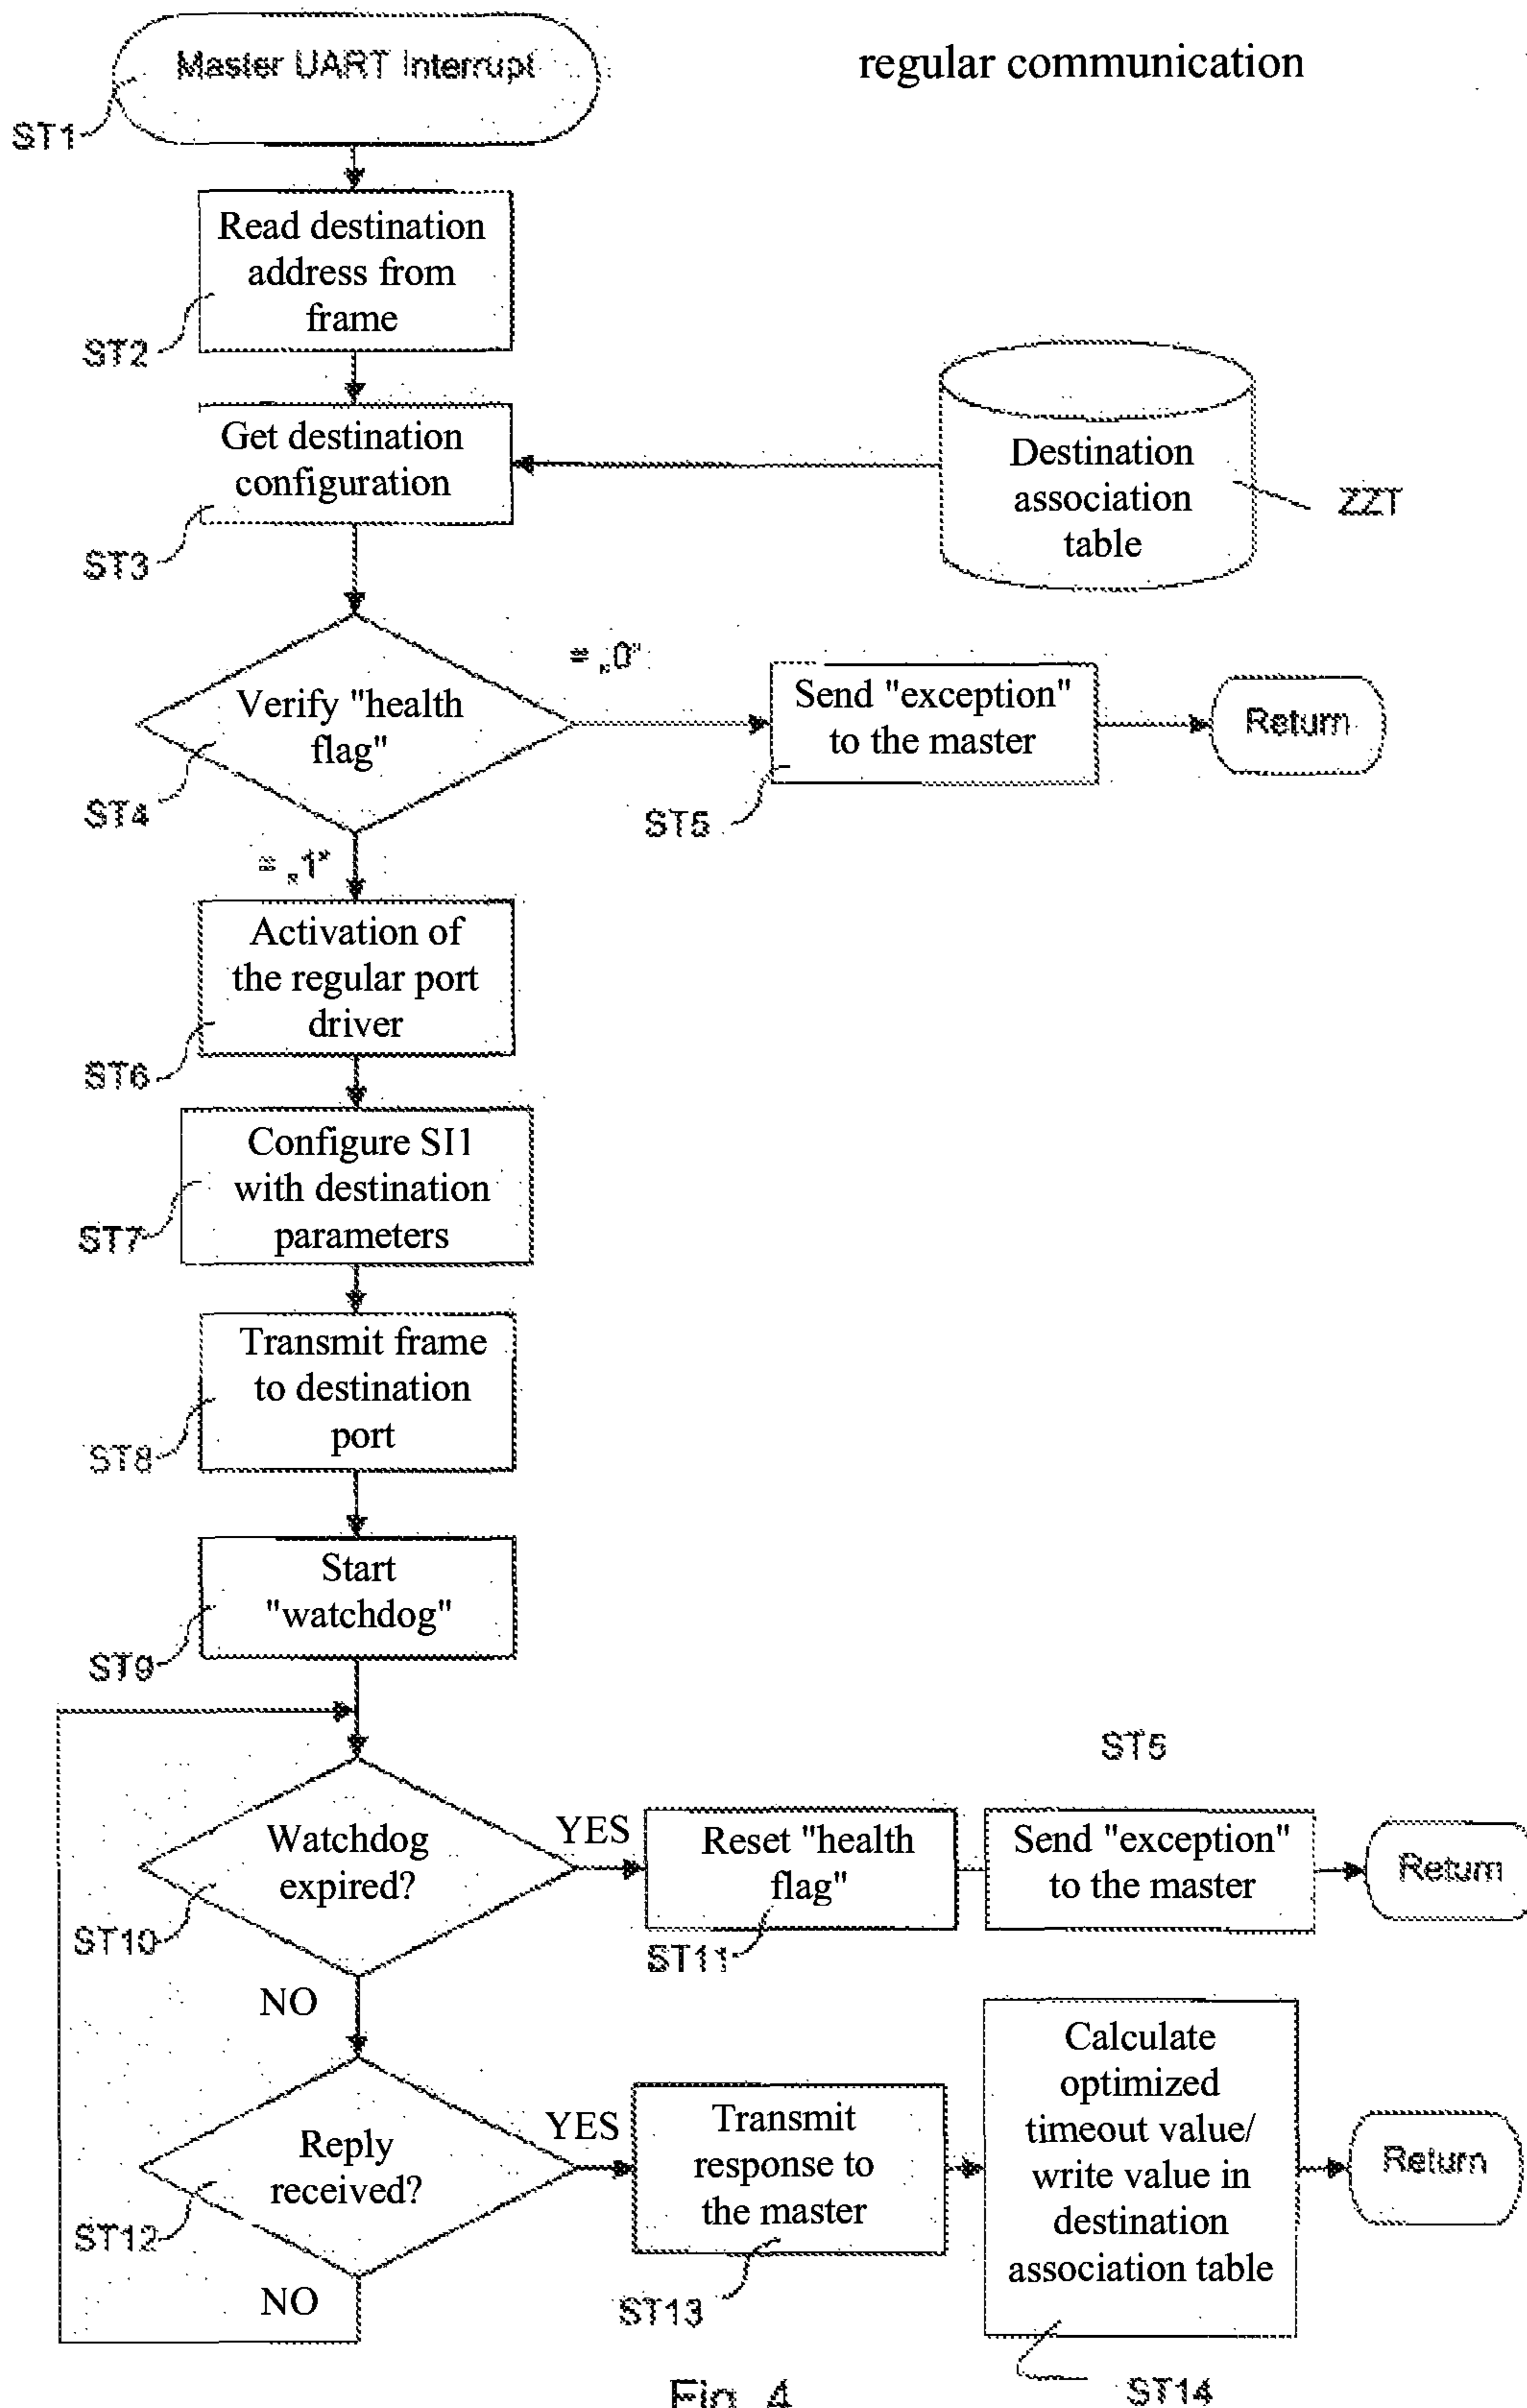 Master UART Interrupt
regular communication
ST1
Read destination
address from
frame
ST2
Get destination
configuration
ST3
Destination
association
table
ZZT
Verify "health
flag"
ST4
= „0"
Send "exception"
to the master
ST5
Return
= „1"
Activation of
the regular port
driver
ST6
Configure SI1
with destination
parameters
ST7
Transmit frame
to destination
port
ST8
Start
"watchdog"
ST9
Watchdog
expired?
ST10
YES
Reset "health
flag"
ST11
ST5
Send "exception"
to the master
Return
NO
Reply
received?
ST12
YES
Transmit
response to
the master
ST13
Calculate
optimized
timeout value/
write value in
destination
association table
ST14
Return
NO
Fig. 4